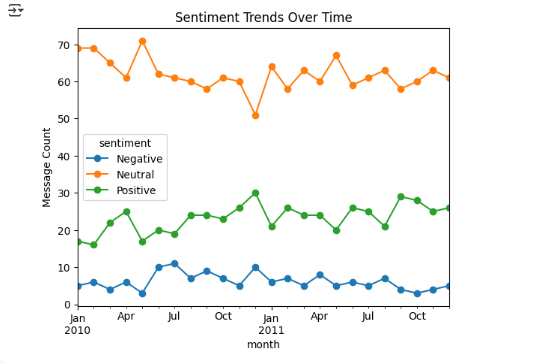 Sentiment Trends Over Time
70
60
50
40
30
20
10
0
Message Count
sentiment
Negative
Neutral
Positive
Jan Apr Jul Oct Jan Apr Jul Oct
2010 2011
month